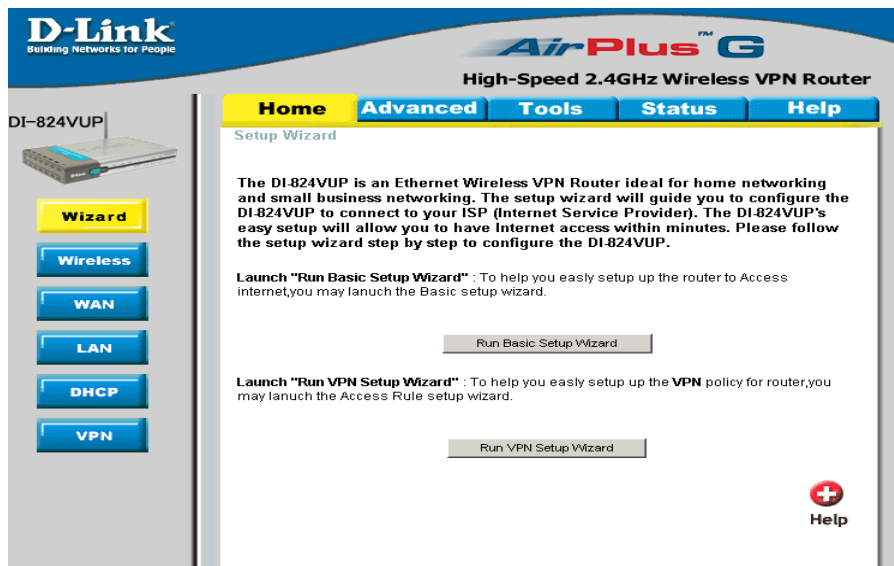 D-Link
Building Networks for People
AirPlus™G
High-Speed 2.4GHz Wireless VPN Router
DI-824VUP
Home
Advanced
Tools
Status
Help
Wizard
Wireless
WAN
LAN
DHCP
VPN
Setup Wizard
The DI-824VUP is an Ethernet Wireless VPN Router ideal for home networking
and small business networking. The setup wizard will guide you to configure the
DI-824VUP to connect to your ISP (Internet Service Provider). The DI-824VUP's
easy setup will allow you to have Internet access within minutes. Please follow
the setup wizard step by step to configure the DI-824VUP.
Launch "Run Basic Setup Wizard" : To help you easly setup up the router to Access
internet,you may lanuch the Basic setup wizard.
Run Basic Setup Wizard
Launch "Run VPN Setup Wizard" : To help you easly setup up the VPN policy for router,you
may lanuch the Access Rule setup wizard.
Run VPN Setup Wizard
Help